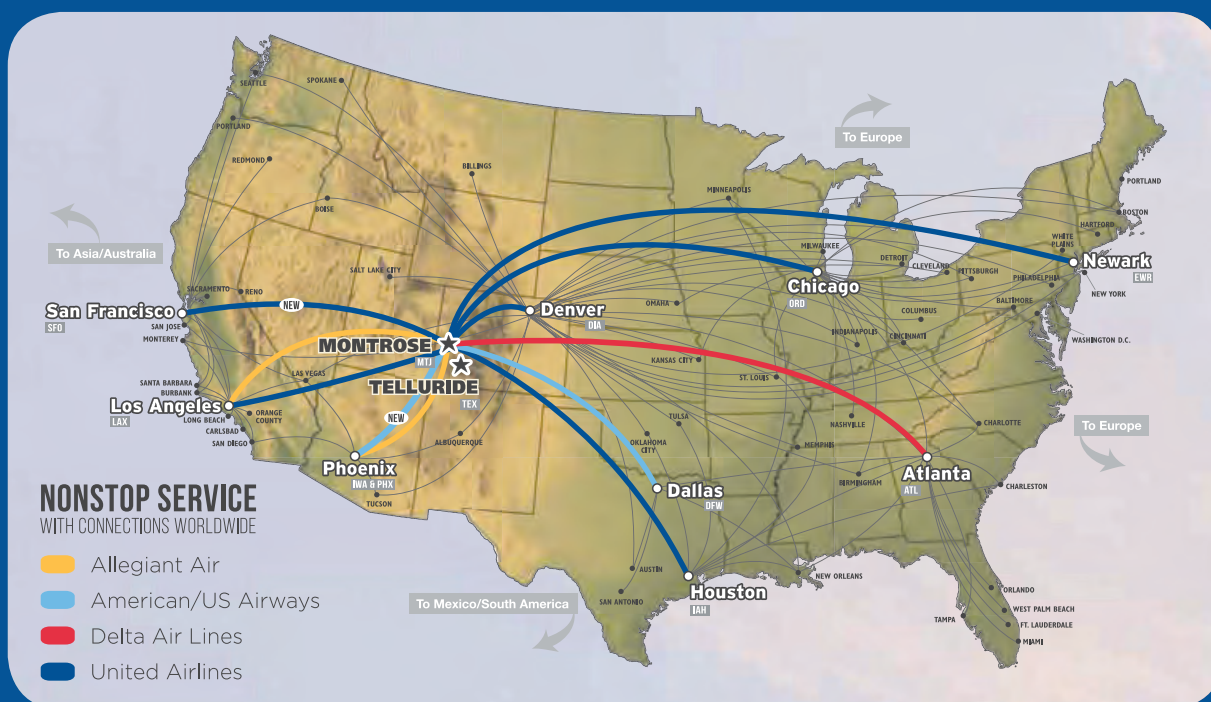 SEATTLE
SPOKANE
PORTLAND
REDMOND
BILLINGS
BOISE
To Europe
MINNEAPOLIS
PORTLAND
BOSTON
HARTFORD
WHITE
PLAINS
To Asia/Australia
MILWAUKEE
DETROIT
CLEVELAND
PITTSBURGH
PHILADELPHIA
Newark
EWR
NEW YORK
SALT LAKE CITY
SACRAMENTO
RENO
San Francisco
SFO
NEW
SAN JOSE
MONTEREY
Denver
DIA
OMAHA
Chicago
ORD
COLUMBUS
BALTIMORE
WASHINGTON D.C.
INDIANAPOLIS
CINCINNATI
MONTROSE
MTJ
TELLURIDE
TEX
KANSAS CITY
ST. LOUIS
LAS VEGAS
SANTA BARBARA
BURBANK
Los Angeles
LAX
LONG BEACH
ORANGE
COUNTY
CARLSBAD
SAN DIEGO
NEW
ALBUQUERQUE
TULSA
OKLAHOMA
CITY
NASHVILLE
MEMPHIS
CHARLOTTE
To Europe
Phoenix
IWA & PHX
TUCSON
Dallas
DFW
BIRMINGHAM
Atlanta
ATL
CHARLESTON
NONSTOP SERVICE
WITH CONNECTIONS WORLDWIDE
Allegiant Air
American/US Airways
Delta Air Lines
United Airlines
To Mexico/South America
AUSTIN
SAN ANTONIO
Houston
IAH
NEW ORLEANS
ORLANDO
TAMPA
WEST PALM BEACH
FT. LAUDERDALE
MIAMI